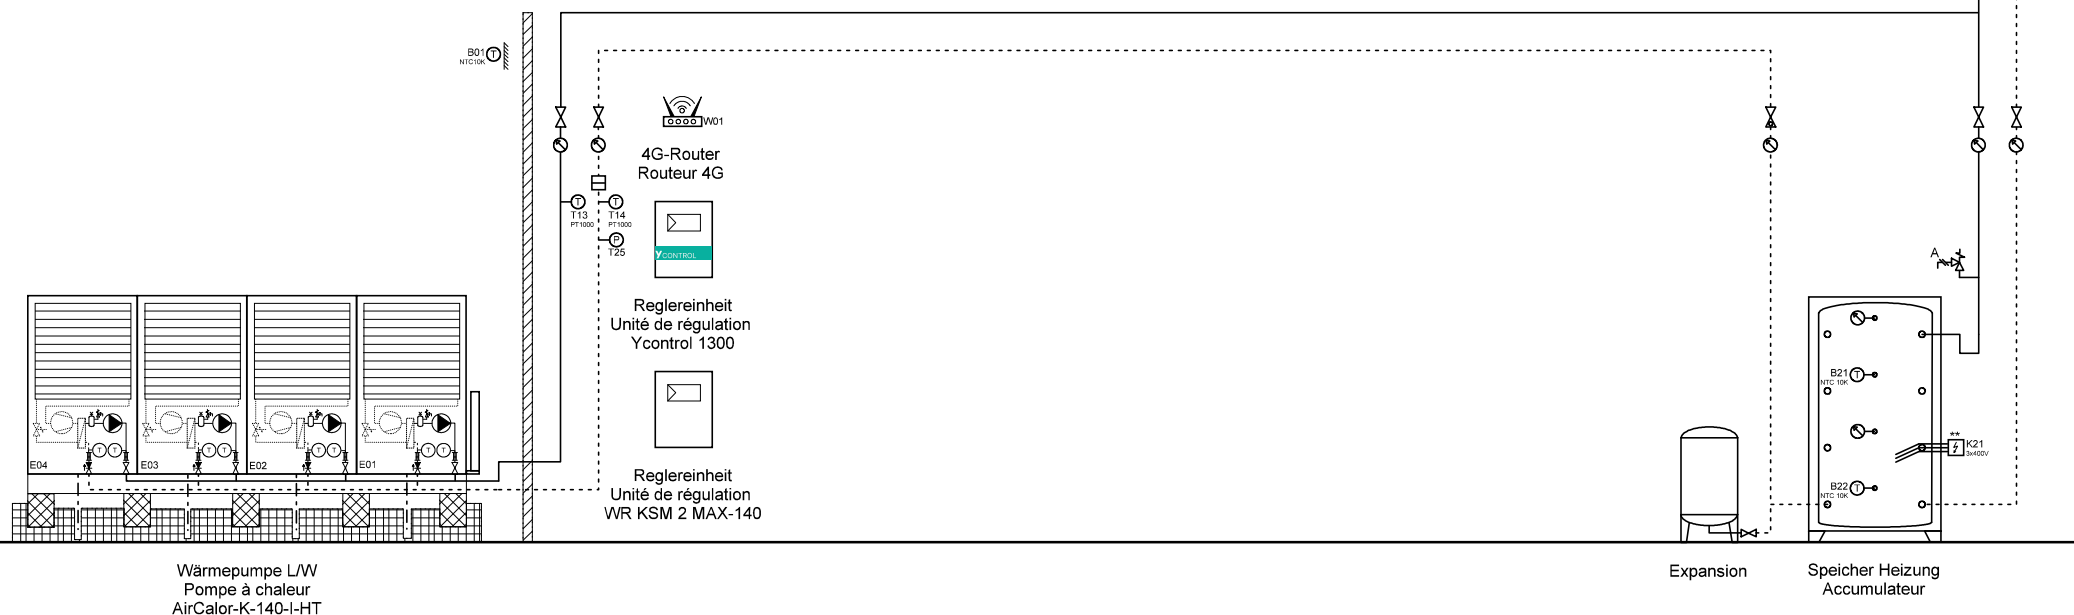 B01
NTC10K
T
W01
4G-Router
Routeur 4G
T
T13
PT1000
T
T14
PT1000
P
T25
YCONTROL
Reglereinheit
Unité de régulation
Ycontrol 1300
Reglereinheit
Unité de régulation
WR KSM 2 MAX-140
T T
E04
T T
E03
T T
E02
T T
E01
Wärmepumpe L/W
Pompe à chaleur
AirCalor-K-140-I-HT
A
B21
NTC 10K
T
**
K21
3x400V
B22
NTC 10K
T
Expansion
Speicher Heizung
Accumulateur